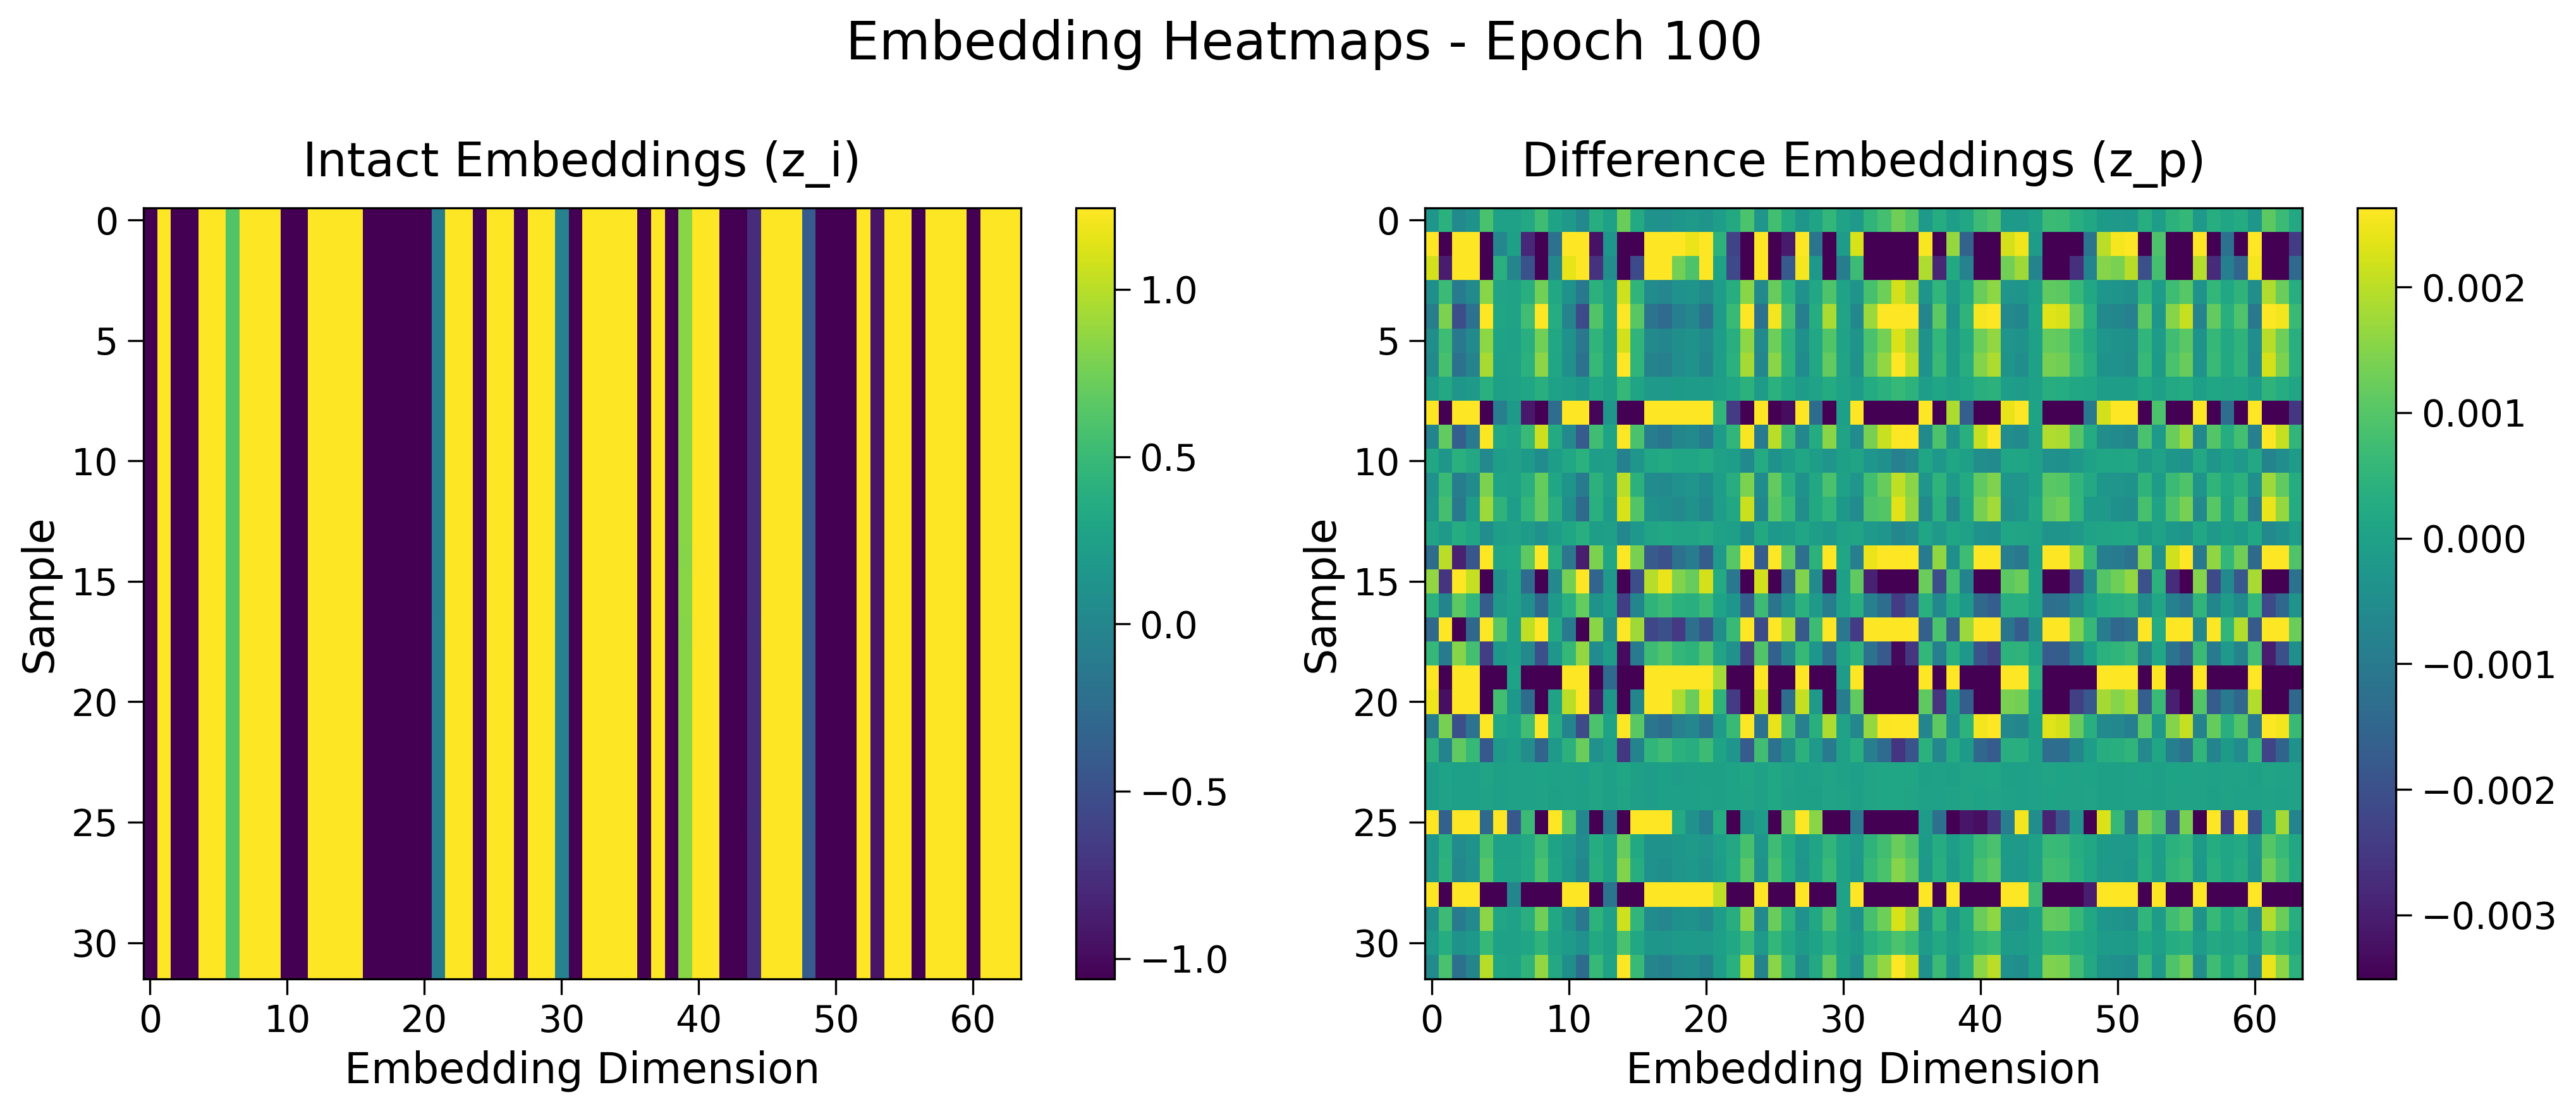 Embedding Heatmaps - Epoch 100
Intact Embeddings (z_i)
0
5
10
15
20
25
30
Sample
0 10 20 30 40 50 60
Embedding Dimension
1.0
0.5
0.0
−0.5
−1.0
Difference Embeddings (z_p)
0
5
10
15
20
25
30
Sample
0 10 20 30 40 50 60
Embedding Dimension
0.002
0.001
0.000
−0.001
−0.002
−0.003